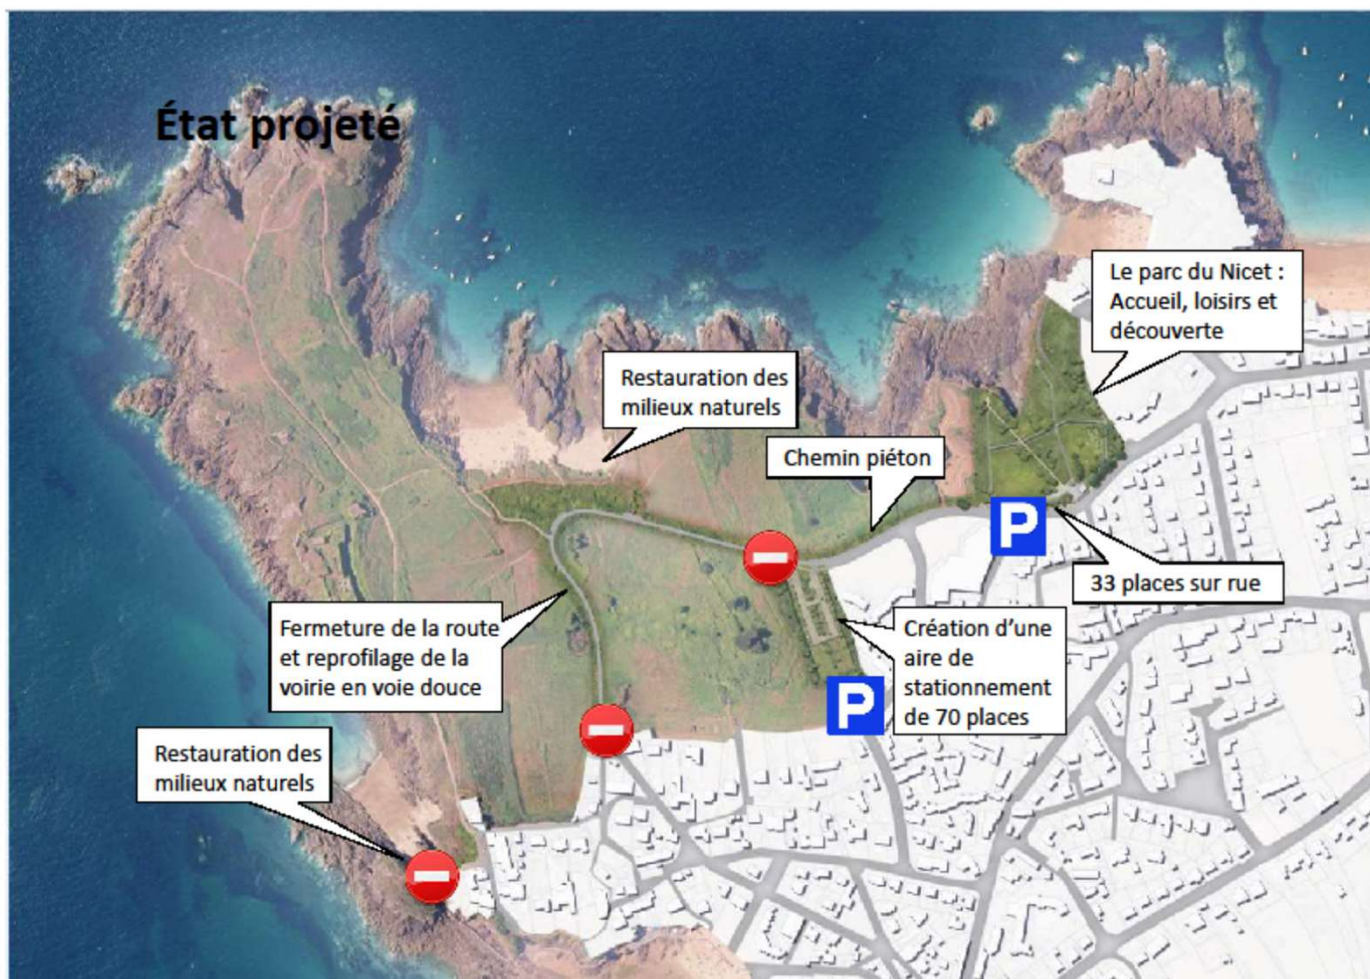 État projeté
Le parc du Nicet :
Accueil, loisirs et
découverte
Restauration des
milieux naturels
Chemin piéton
P
33 places sur rue
Fermeture de la route
et reprofilage de la
voirie en voie douce
Création d’une
aire de
stationnement
de 70 places
P
Restauration des
milieux naturels